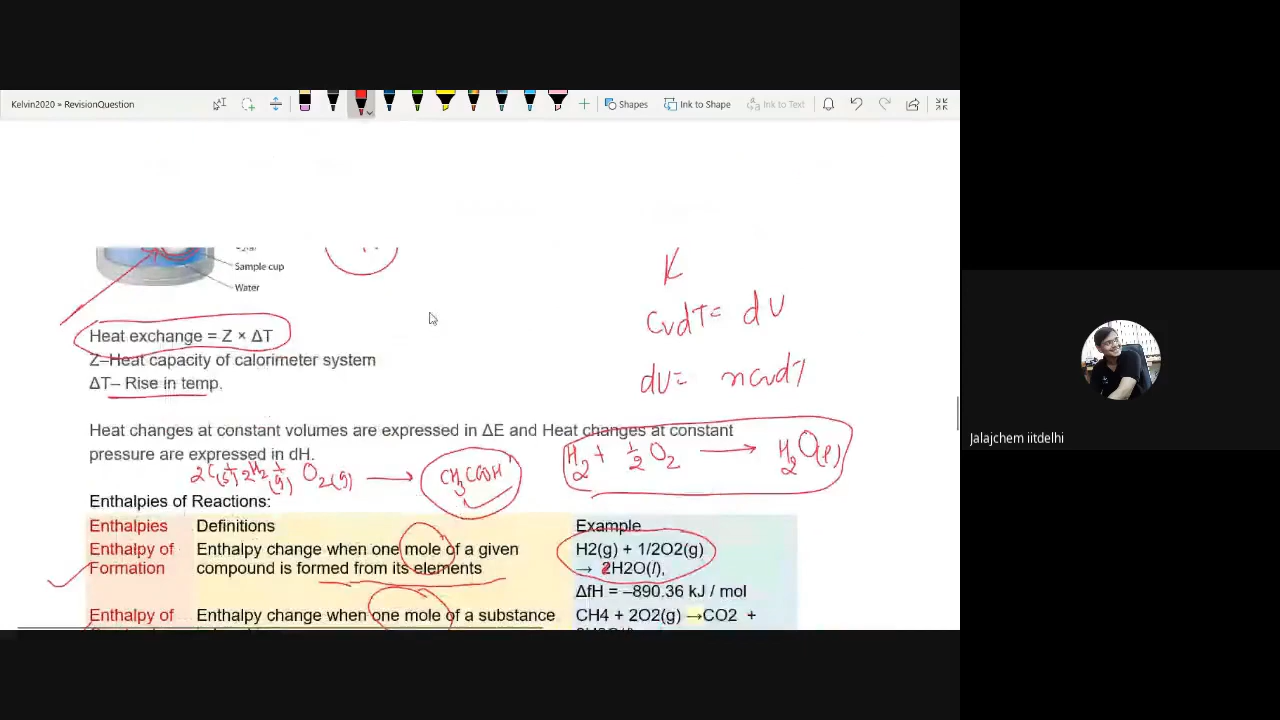 Kelvin2020 » RevisionQuestion
Shapes
Ink to Shape
Ink to Text
Sample cup
Water
K
CvdT = dU
dU = nCvdT
Heat exchange = Z × ΔT
Z–Heat capacity of calorimeter system
ΔT– Rise in temp.
Heat changes at constant volumes are expressed in ΔE and Heat changes at constant
pressure are expressed in dH.
H2 + 1/2 O2 → H2O(l)
2C(s) + 2H2(g) + O2(g) → CH3COOH
Enthalpies of Reactions:
Enthalpies Definitions Example
Enthalpy of Enthalpy change when one mole of a given H2(g) + 1/2O2(g)
Formation compound is formed from its elements → 2H2O(l),
ΔfH = –890.36 kJ / mol
Enthalpy of Enthalpy change when one mole of a substance CH4 + 2O2(g) →CO2 +
Jalajchem iitdelhi